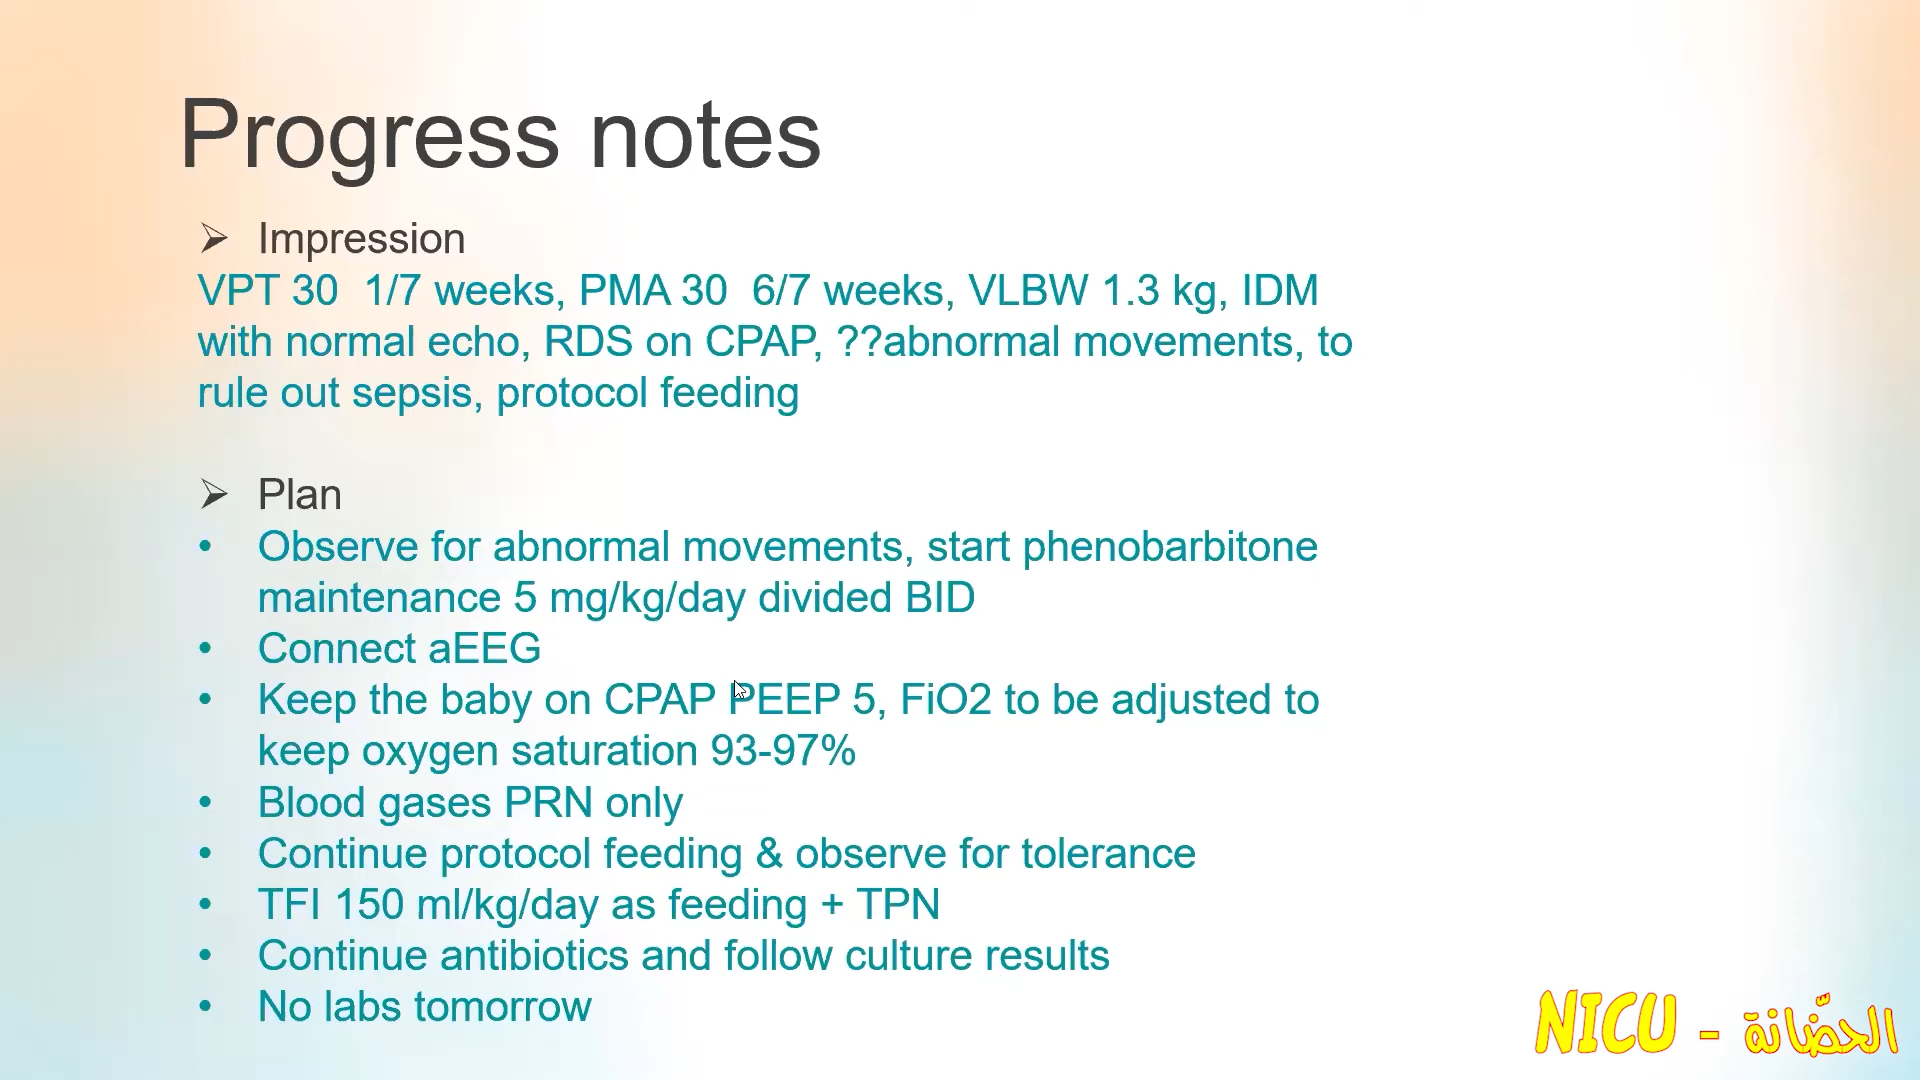 Progress notes
➢ Impression
VPT 30 1/7 weeks, PMA 30 6/7 weeks, VLBW 1.3 kg, IDM
with normal echo, RDS on CPAP, ??abnormal movements, to
rule out sepsis, protocol feeding
➢ Plan
• Observe for abnormal movements, start phenobarbitone
maintenance 5 mg/kg/day divided BID
• Connect aEEG
• Keep the baby on CPAP PEEP 5, FiO2 to be adjusted to
keep oxygen saturation 93-97%
• Blood gases PRN only
• Continue protocol feeding & observe for tolerance
• TFI 150 ml/kg/day as feeding + TPN
• Continue antibiotics and follow culture results
• No labs tomorrow
NICU - الحضّانة